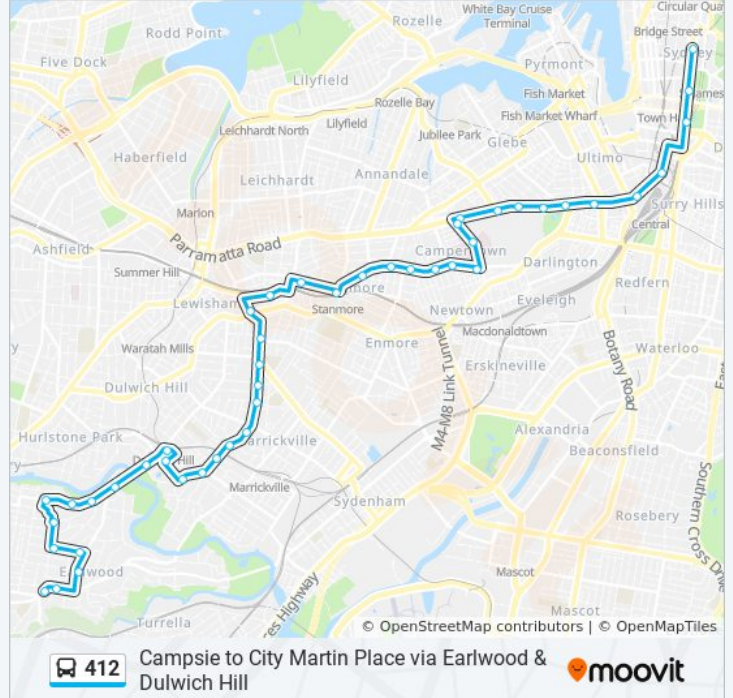 White Bay Cruise
Terminal
Circular Qua
Rozelle
Bridge Street
Rodd Point
Sydney
Five Dock
Pyrmont
Lilyfield
Fish Market
Rozelle Bay
Fish Market Wharf
Town H
Leichhardt North
Lilyfield
Jubilee Park
Glebe
Haberfield
Ultimo
Annandale
Leichhardt
Marion
Surry Hills
Parramatta Road
Central
Ashfield
Camperdown
Darlington
Summer Hill
Redfern
Lewisham
Stanmore
Eveleigh
Newtown
Macdonaldtown
Enmore
Waratah Mills
Waterloo
Erskineville
M4-M8 Link Tunnel
Botany Road
Dulwich Hill
Alexandria
Hurlstone Park
Marrickville
Beaconsfield
Marrickville
Sydenham
Southern Cross Driv
Rosebery
Earlwood
Mascot
Mascot
ces Highway
Turrella
© OpenStreetMap contributors | © OpenMapTiles
412 Campsie to City Martin Place via Earlwood &
Dulwich Hill
moovit